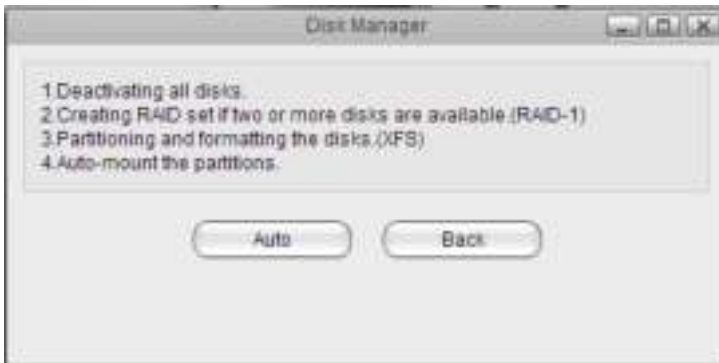 Disk Manager
1.Deactivating all disks.
2.Creating RAID set if two or more disks are available.(RAID-1)
3.Partitioning and formatting the disks.(XFS)
4.Auto-mount the partitions.
Auto Back